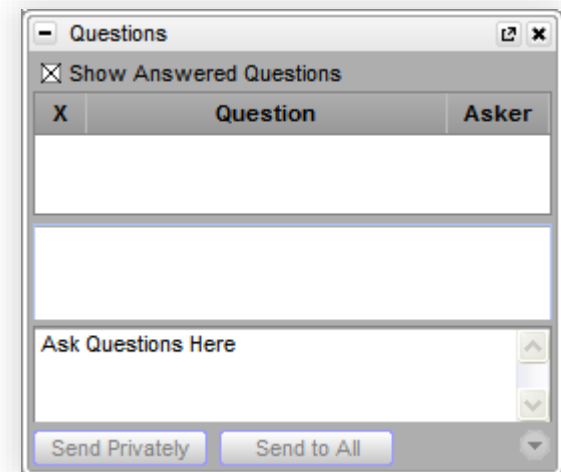 Questions
Show Answered Questions
X Question Asker
Ask Questions Here
Send Privately Send to All